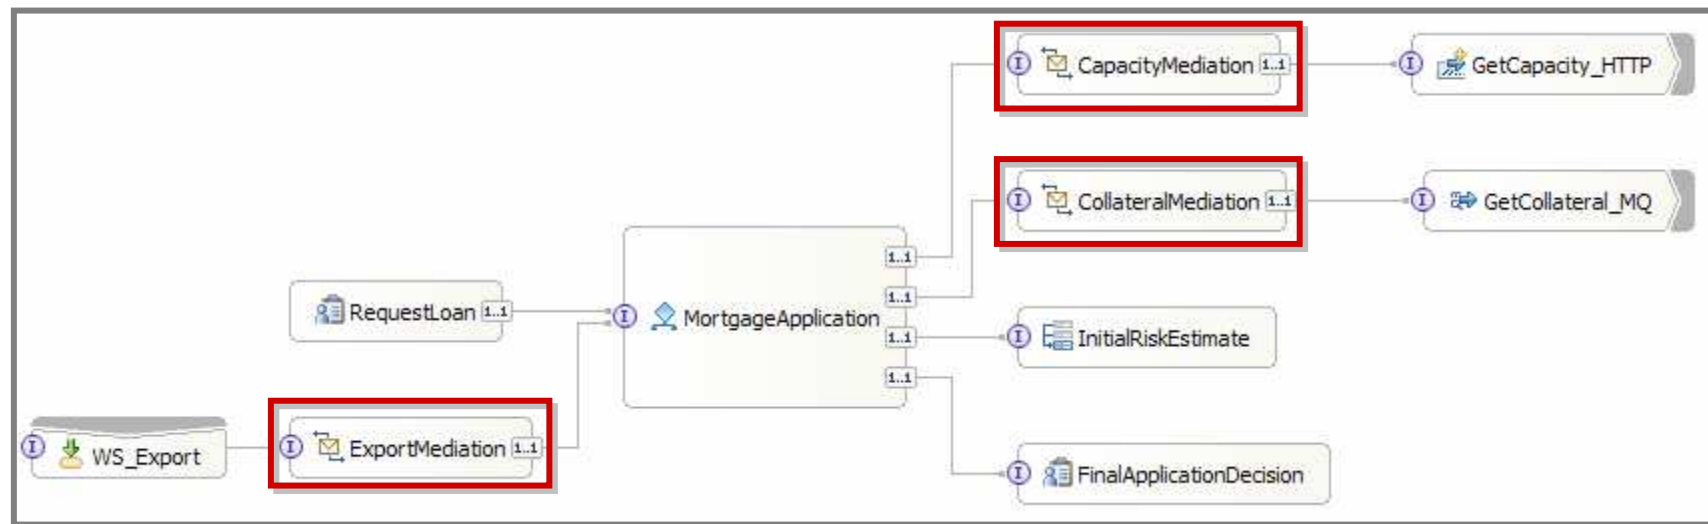 I CapacityMediation 1..1
I GetCapacity_HTTP
I CollateralMediation 1..1
I GetCollateral_MQ
1..1
RequestLoan 1..1
1..1
I MortgageApplication
1..1
I InitialRiskEstimate
1..1
I WS_Export
I ExportMediation 1..1
I FinalApplicationDecision